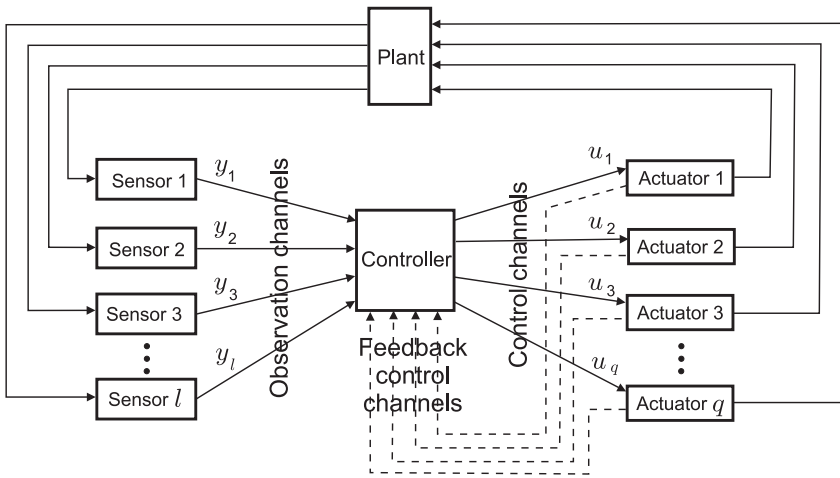 Plant
Sensor 1
Sensor 2
Sensor 3
Sensor l
y₁
y₂
y₃
yₗ
Observation channels
Controller
Feedback
control
channels
Control channels
u₁
u₂
u₃
u_q
Actuator 1
Actuator 2
Actuator 3
Actuator q